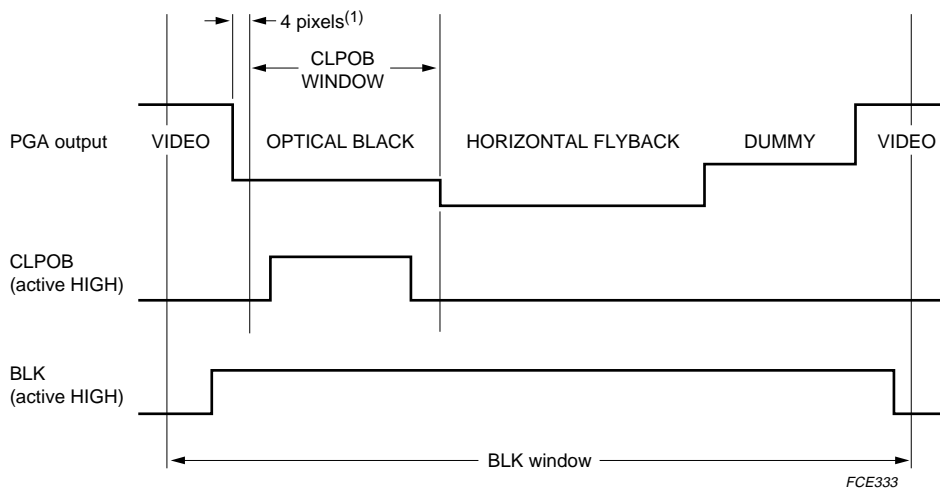 4 pixels(1)
CLPOB
WINDOW
PGA output
VIDEO
OPTICAL BLACK
HORIZONTAL FLYBACK
DUMMY
VIDEO
CLPOB
(active HIGH)
BLK
(active HIGH)
BLK window
FCE333